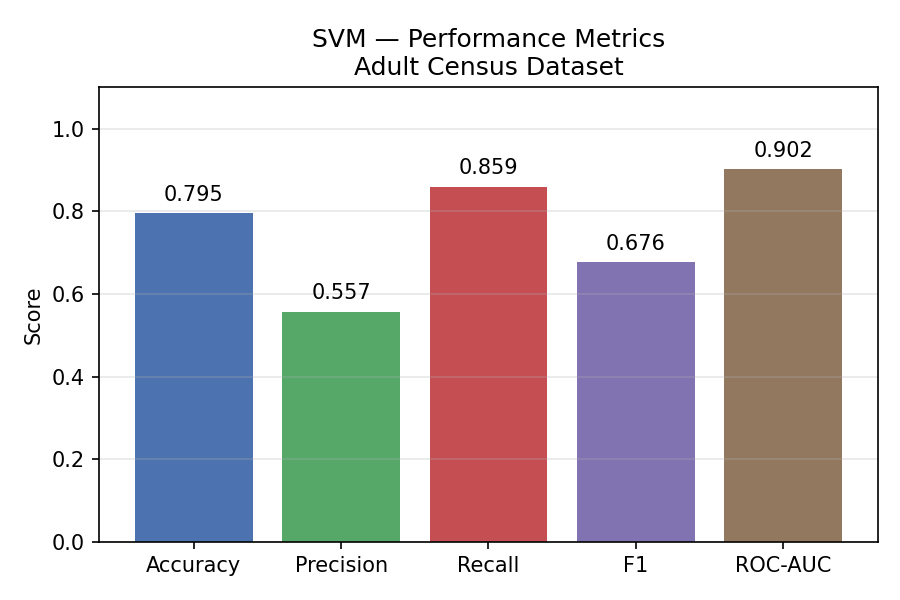 SVM — Performance Metrics
Adult Census Dataset
Score
1.0
0.8
0.6
0.4
0.2
0.0
0.795
0.557
0.859
0.676
0.902
Accuracy
Precision
Recall
F1
ROC-AUC